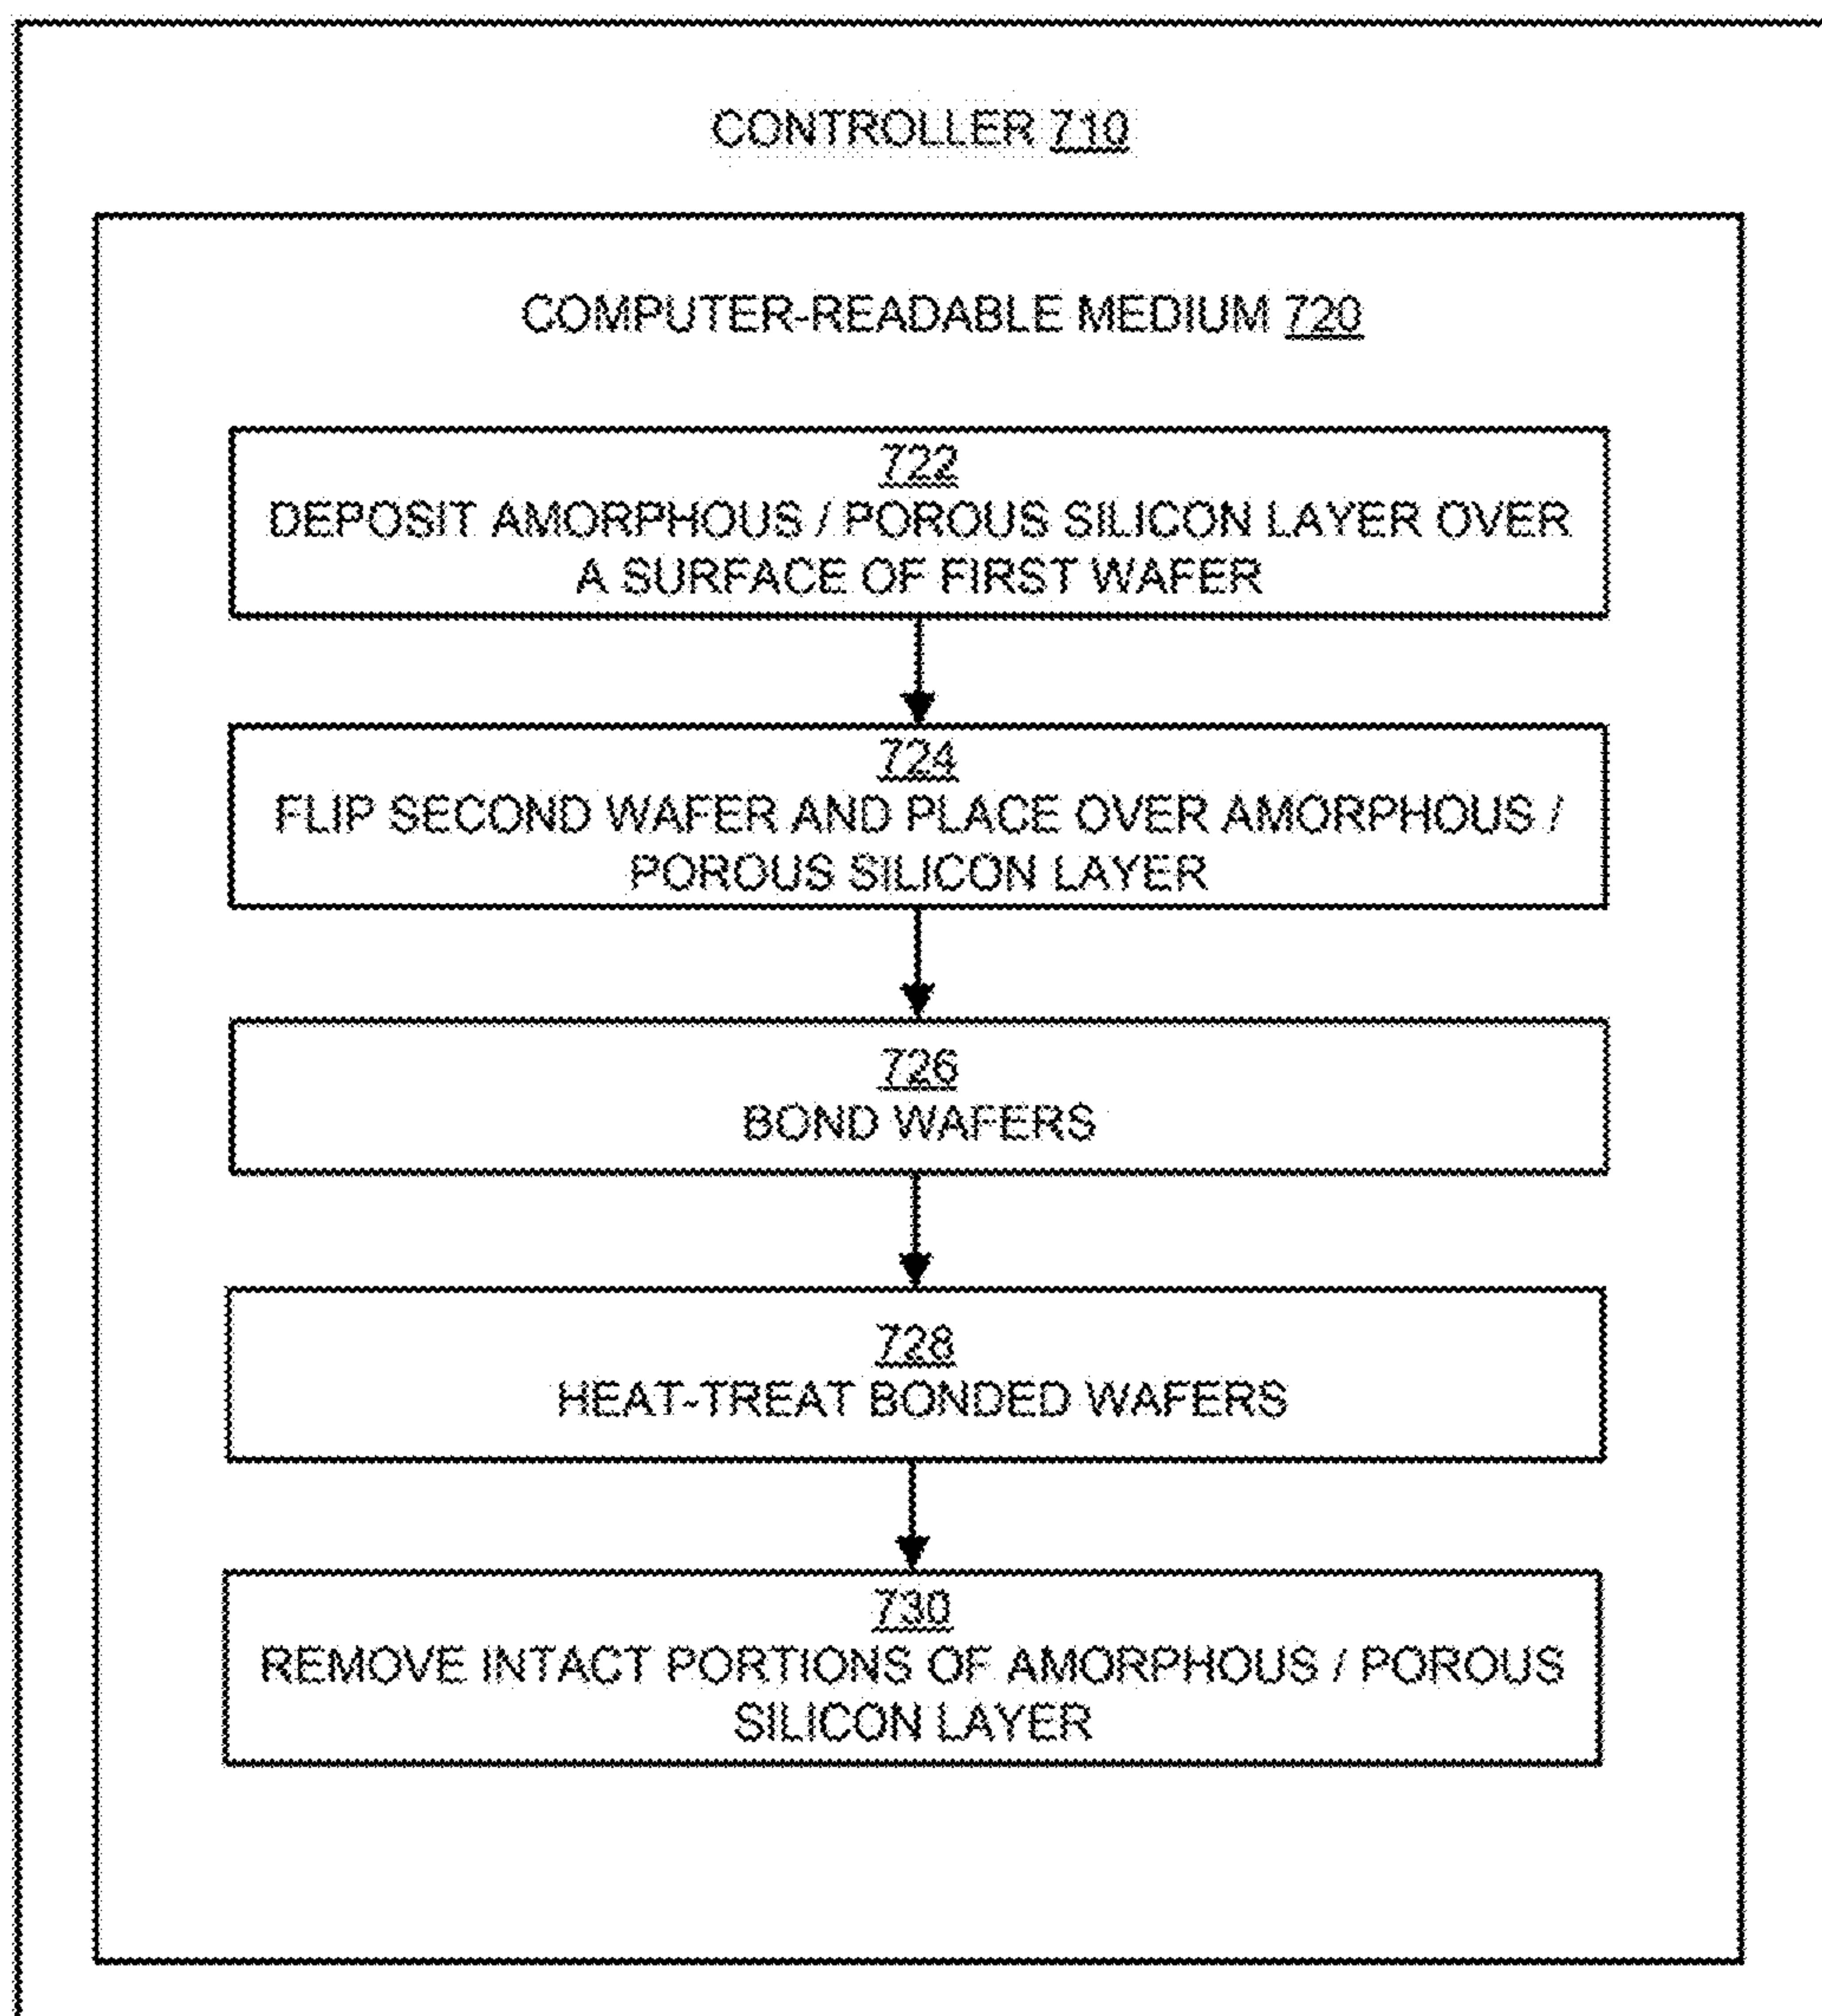 CONTROLLER 710
COMPUTER-READABLE MEDIUM 720
722
DEPOSIT AMORPHOUS / POROUS SILICON LAYER OVER
A SURFACE OF FIRST WAFER
724
FLIP SECOND WAFER AND PLACE OVER AMORPHOUS /
POROUS SILICON LAYER
726
BOND WAFERS
728
HEAT-TREAT BONDED WAFERS
730
REMOVE INTACT PORTIONS OF AMORPHOUS / POROUS
SILICON LAYER